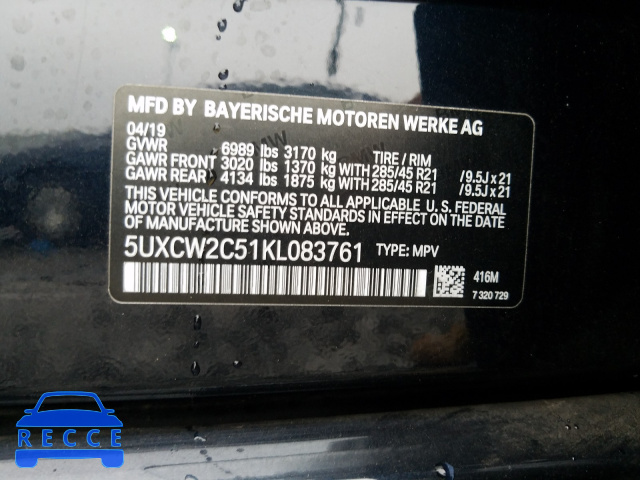 MFD BY BAYERISCHE MOTOREN WERKE AG
04/19
GVWR 6989 lbs 3170 kg TIRE / RIM
GAWR FRONT 3020 lbs 1370 kg WITH 285/45 R21 /9.5J x 21
GAWR REAR 4134 lbs 1875 kg WITH 285/45 R21 /9.5J x 21
THIS VEHICLE CONFORMS TO ALL APPLICABLE U. S. FEDERAL
MOTOR VEHICLE SAFETY STANDARDS IN EFFECT ON THE DATE
OF MANUFACTURE SHOWN ABOVE.
5UXCW2C51KL083761 TYPE: MPV
416M
7 320 729
RECCE